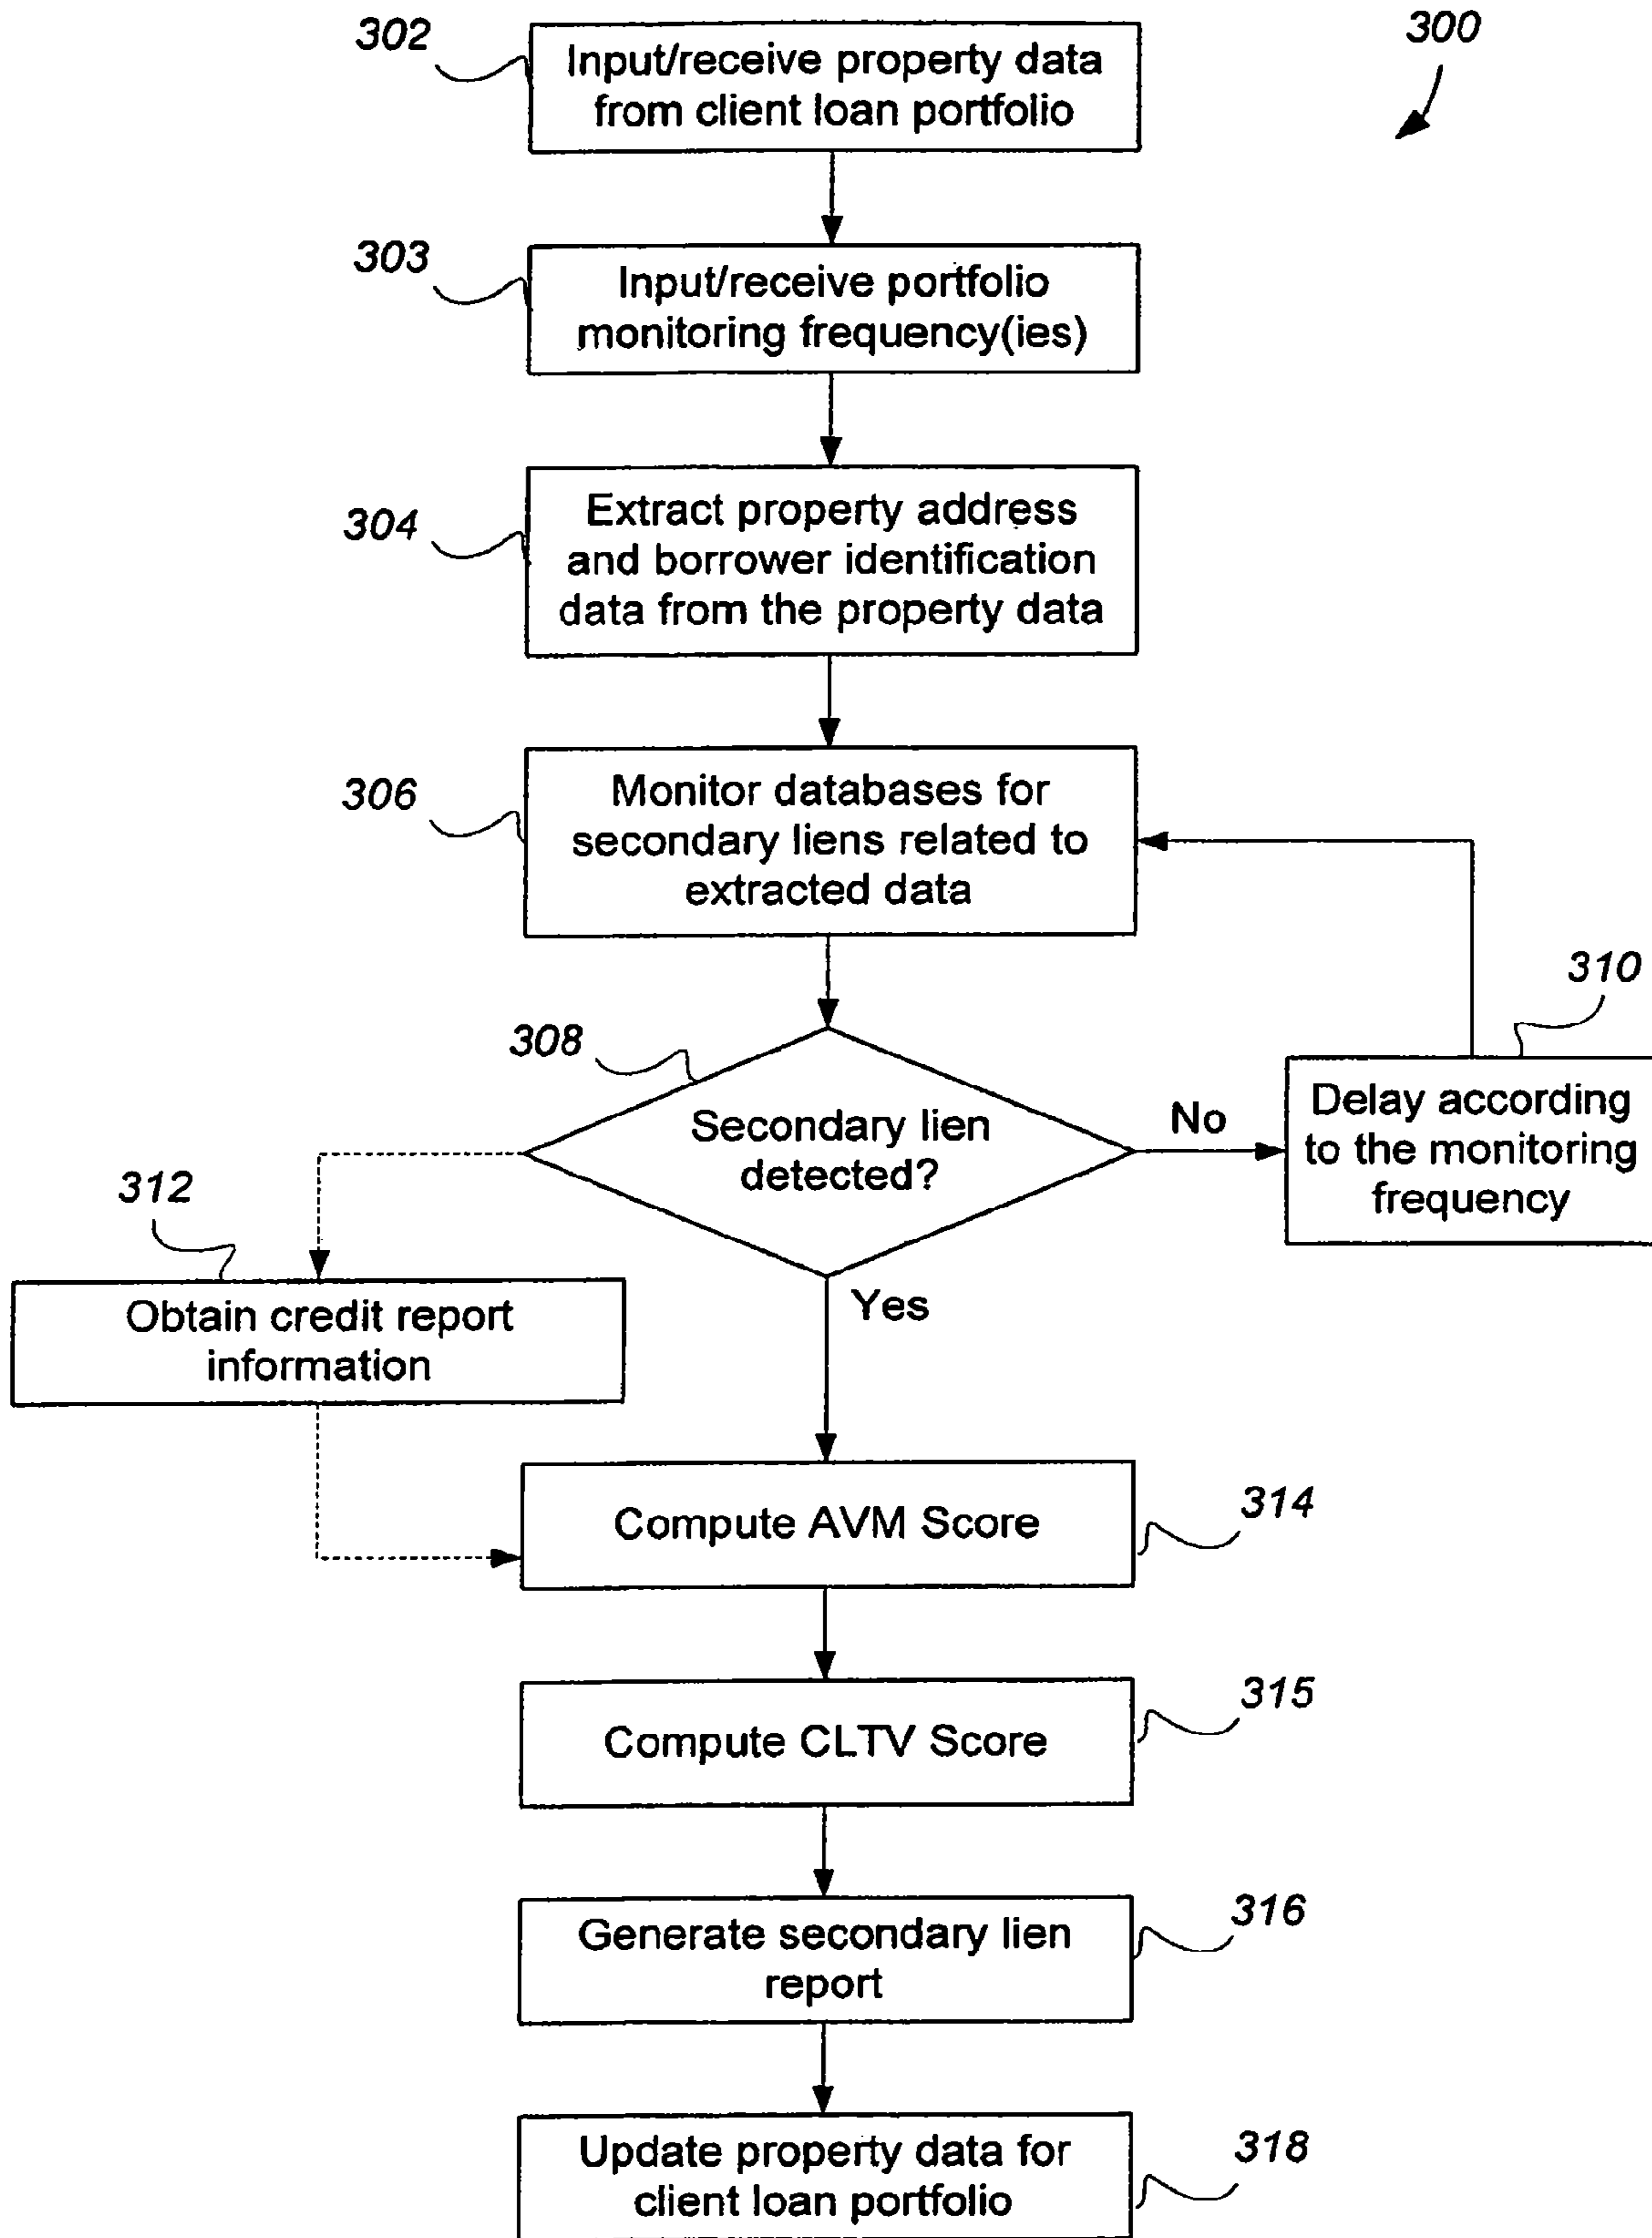 300
302
Input/receive property data
from client loan portfolio
303
Input/receive portfolio
monitoring frequency(ies)
304
Extract property address
and borrower identification
data from the property data
306
Monitor databases for
secondary liens related to
extracted data
308
Secondary lien
detected?
No
310
Delay according
to the monitoring
frequency
Yes
312
Obtain credit report
information
314
Compute AVM Score
315
Compute CLTV Score
316
Generate secondary lien
report
318
Update property data for
client loan portfolio